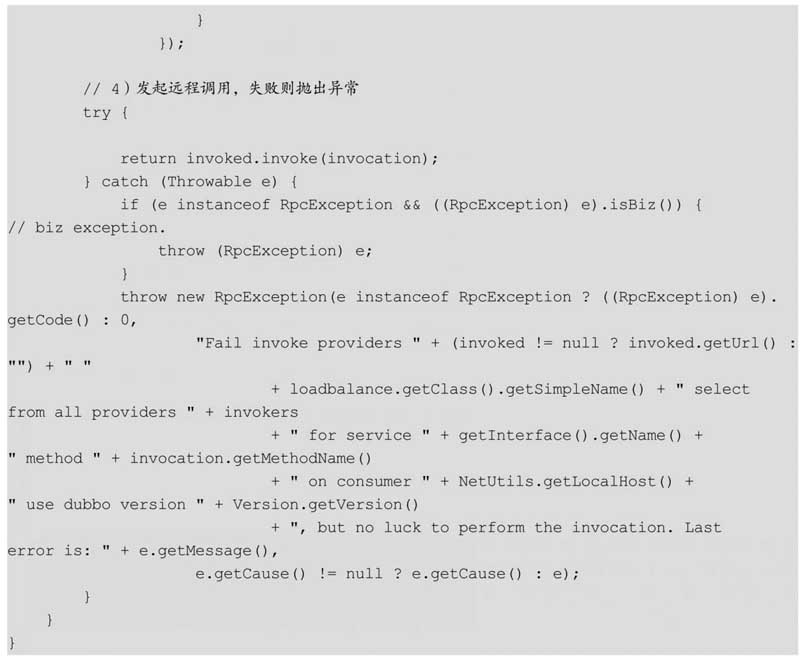 }
});
// 4）发起远程调用，失败则抛出异常
try {
return invoked.invoke(invocation);
} catch (Throwable e) {
if (e instanceof RpcException && ((RpcException) e).isBiz()) {
// biz exception.
throw (RpcException) e;
}
throw new RpcException(e instanceof RpcException ? ((RpcException) e).
getCode() : 0,
"Fail invoke providers " + (invoked != null ? invoked.getUrl() :
"") + " "
+ loadbalance.getClass().getSimpleName() + " select
from all providers " + invokers
+ " for service " + getInterface().getName() +
" method " + invocation.getMethodName()
+ " on consumer " + NetUtils.getLocalHost() +
" use dubbo version " + Version.getVersion()
+ ", but no luck to perform the invocation. Last
error is: " + e.getMessage(),
e.getCause() != null ? e.getCause() : e);
}
}
}